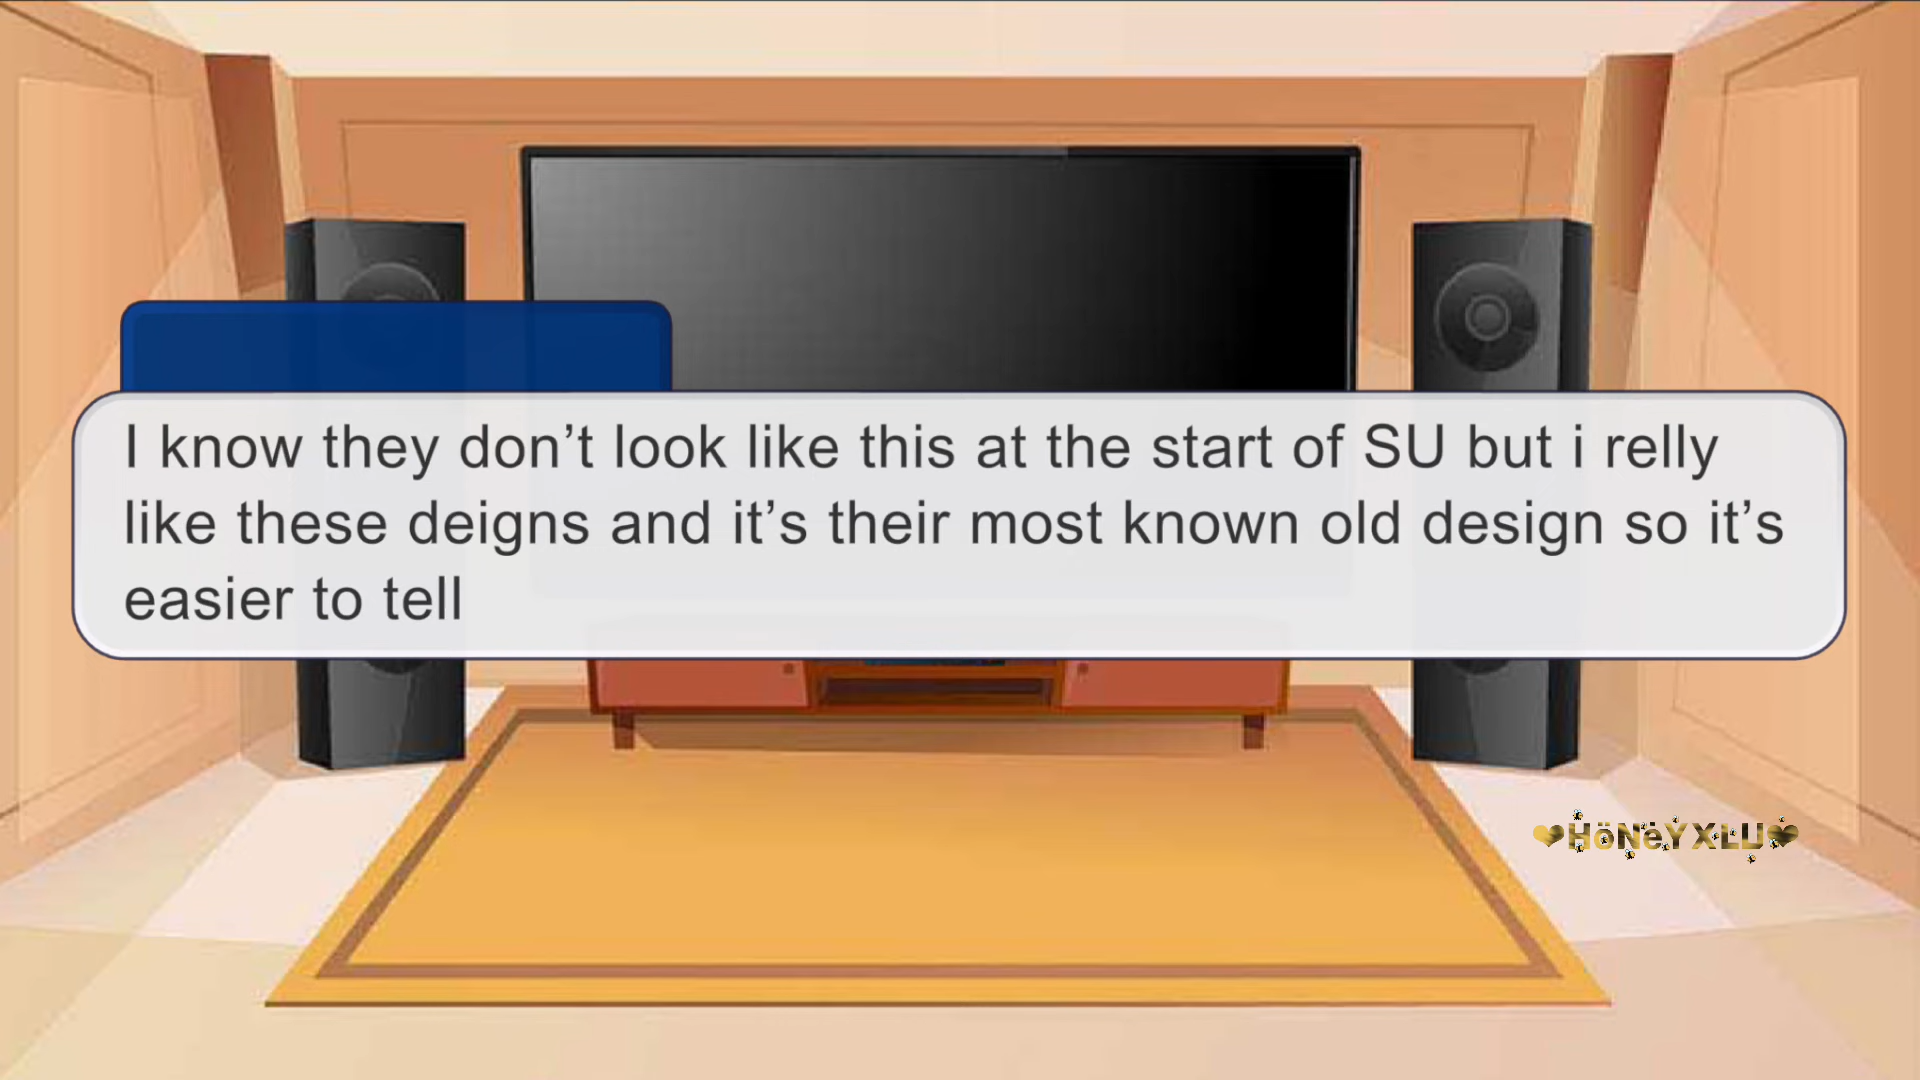 I know they don’t look like this at the start of SU but i relly
like these deigns and it’s their most known old design so it’s
easier to tell
HöNëYXLU